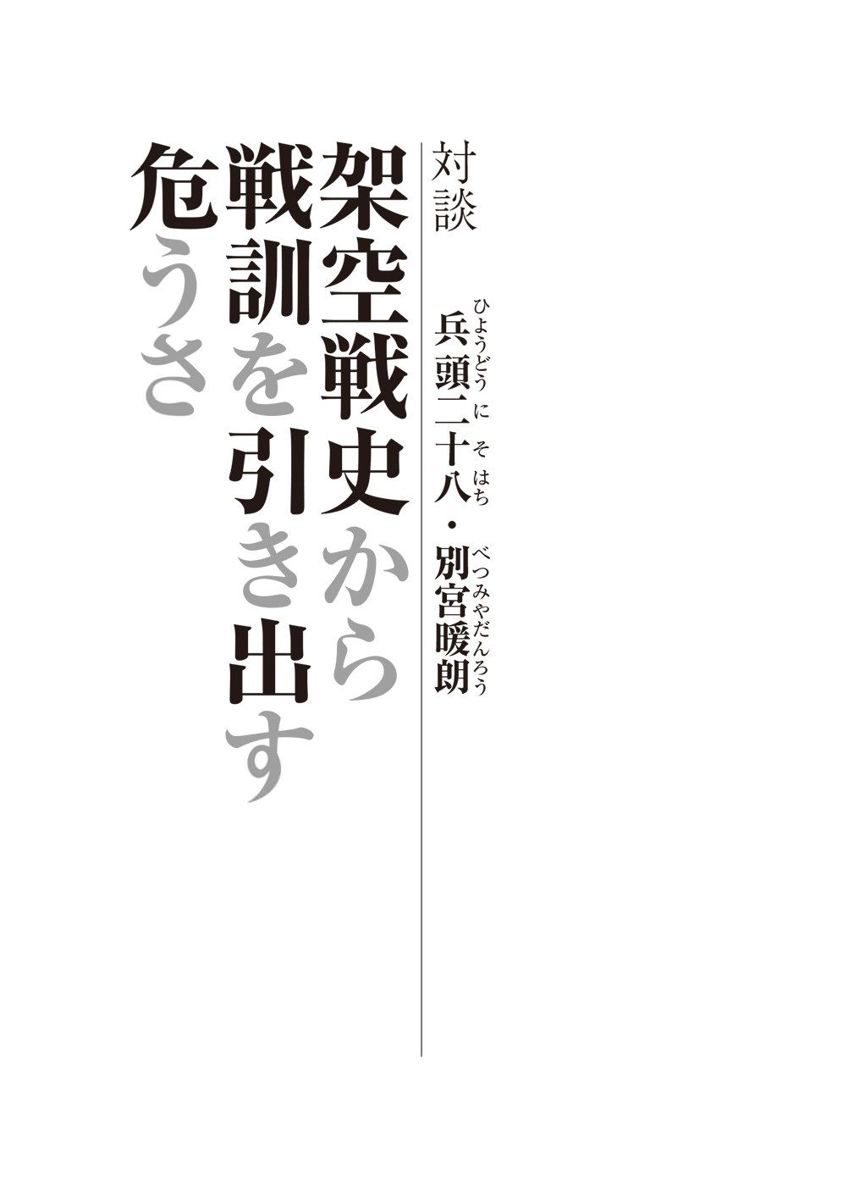 対談 兵頭二十八・別宮暖朗
ひようどう に そ はち べつみやだんろう
架空戦史から
戦訓を引き出す
危うさ